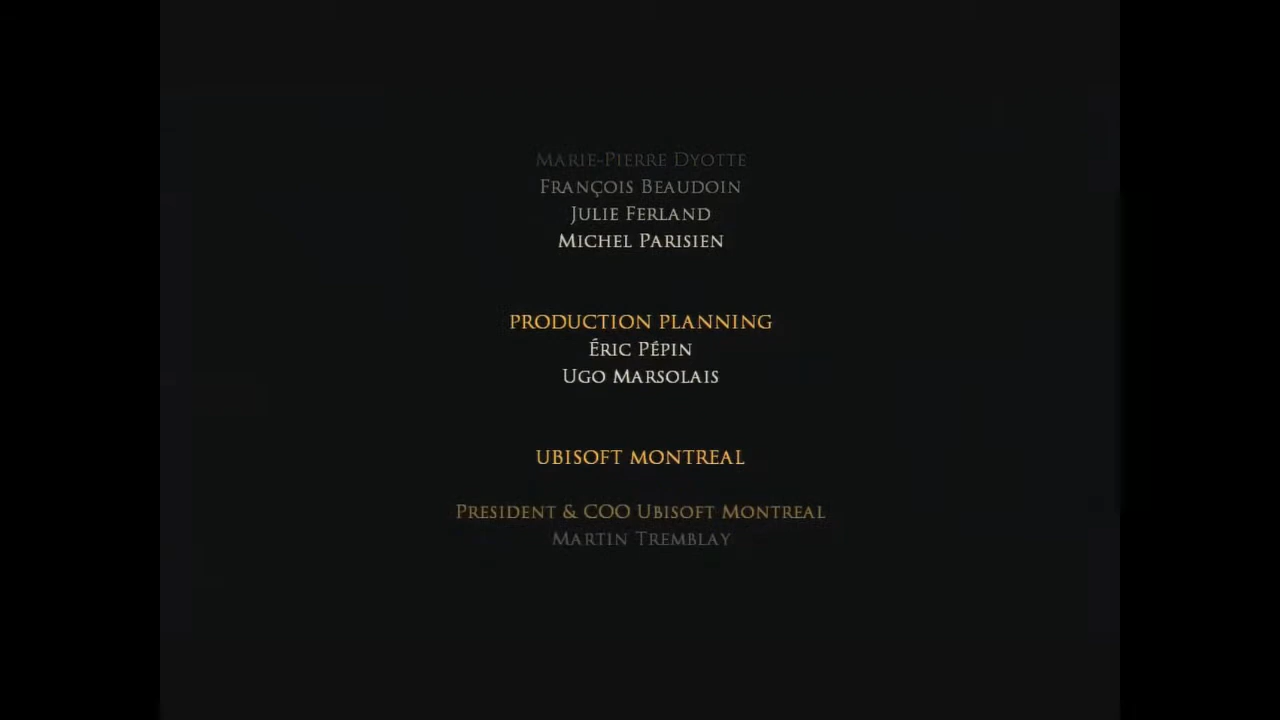 Marie-Pierre Dyotte
François Beaudoin
Julie Ferland
Michel Parisien
PRODUCTION PLANNING
Éric Pépin
Ugo Marsolais
UBISOFT MONTREAL
President & COO Ubisoft Montreal
Martin Tremblay